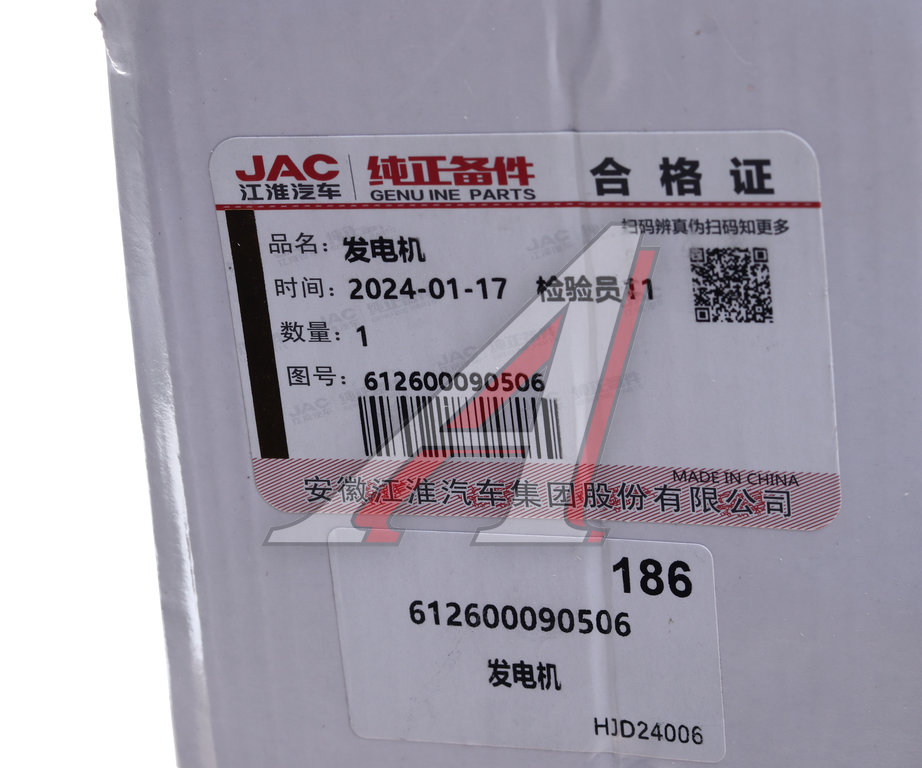 JAC 纯正备件 合格证
江淮汽车 GENUINE PARTS
扫码辨真伪扫码知更多
品名: 发电机
时间: 2024-01-17 检验员11
数量: 1
图号: 612600090506
MADE IN CHINA
安徽江淮汽车集团股份有限公司
186
612600090506
发电机
HJD24006